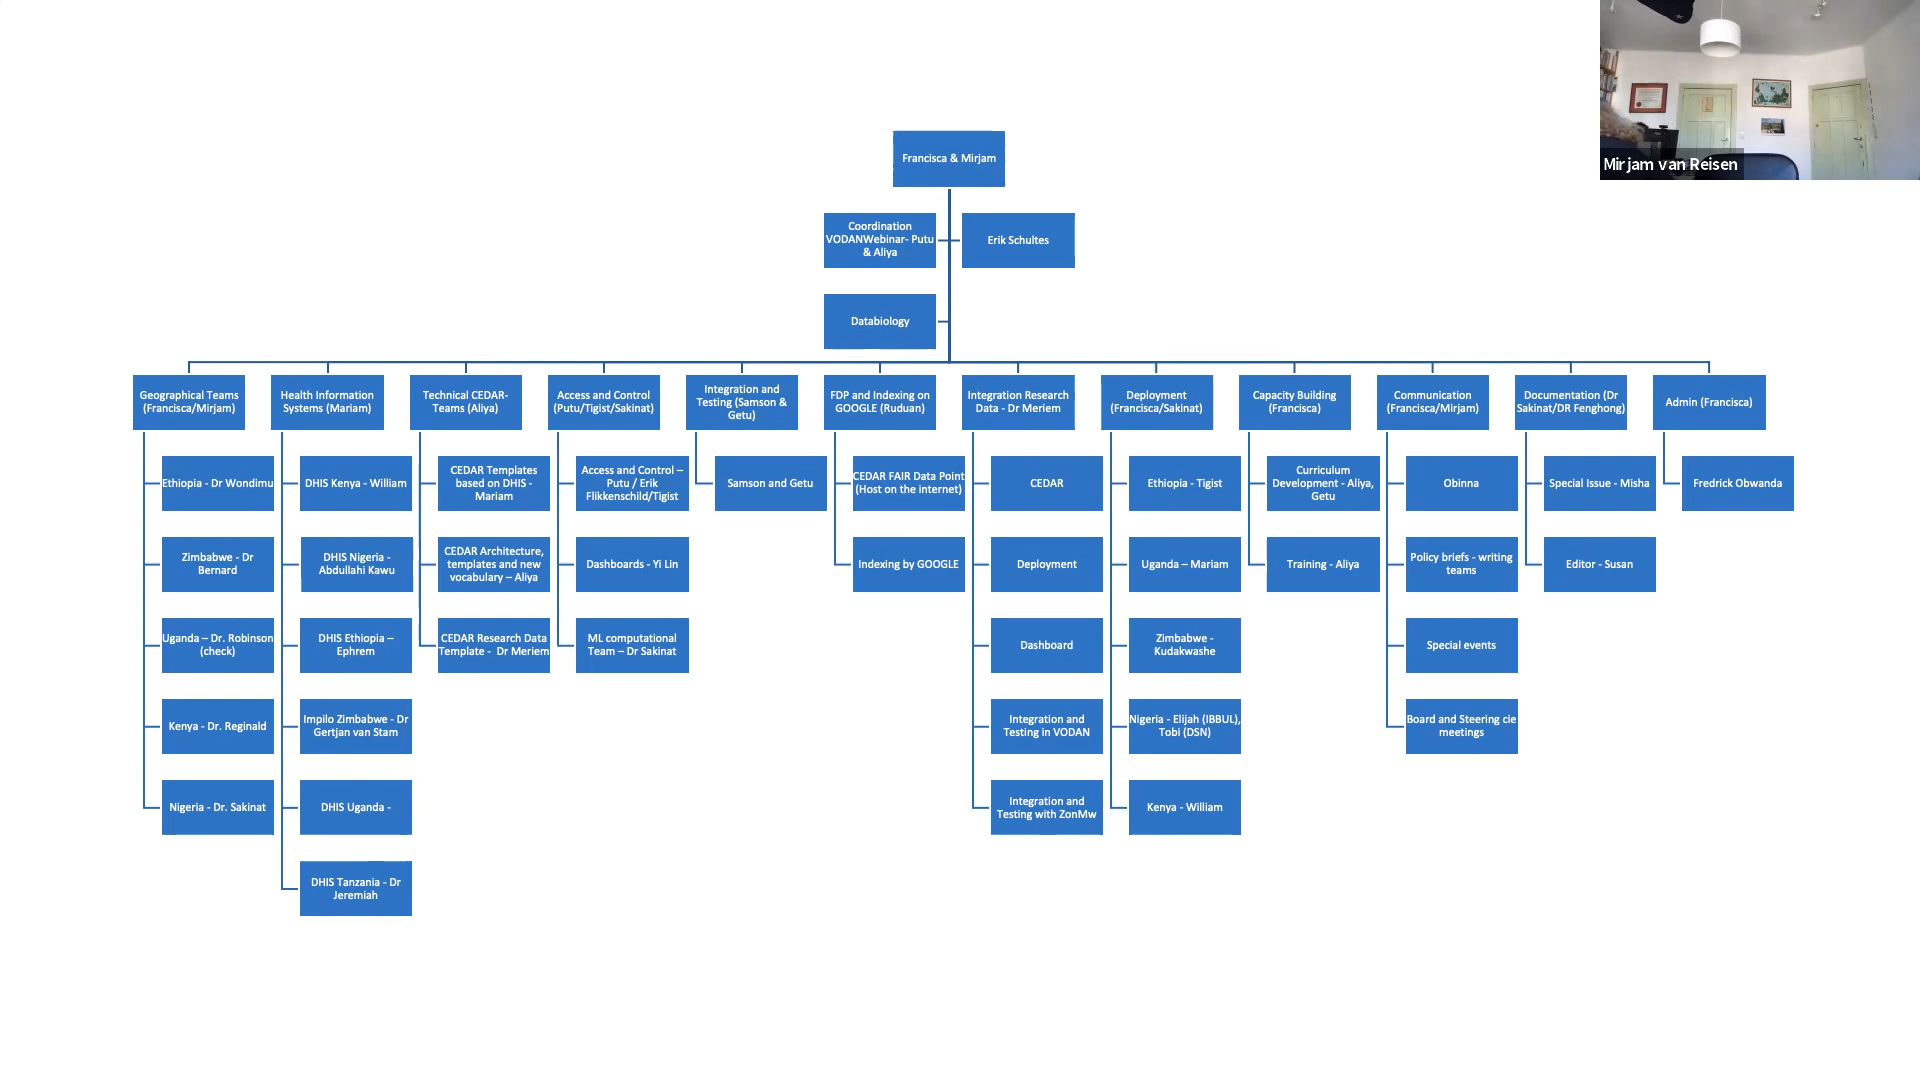 Mirjam van Reisen
Francisca & Mirjam
Coordination
VODANWebinar- Putu
& Aliya
Erik Schultes
Databiology
Geographical Teams
(Francisca/Mirjam)
Health Information
Systems (Mariam)
Technical CEDAR-
Teams (Aliya)
Access and Control
(Putu/Tigist/Sakinat)
Integration and
Testing (Samson &
Getu)
FDP and Indexing on
GOOGLE (Ruduan)
Integration Research
Data - Dr Meriem
Deployment
(Francisca/Sakinat)
Capacity Building
(Francisca)
Communication
(Francisca/Mirjam)
Documentation (Dr
Sakinat/DR Fenghong)
Admin (Francisca)
Ethiopia - Dr Wondimu
Zimbabwe - Dr
Bernard
Uganda – Dr. Robinson
(check)
Kenya - Dr. Reginald
Nigeria - Dr. Sakinat
DHIS Kenya - William
DHIS Nigeria -
Abdullahi Kawu
DHIS Ethiopia –
Ephrem
Impilo Zimbabwe - Dr
Gertjan van Stam
DHIS Uganda -
DHIS Tanzania - Dr
Jeremiah
CEDAR Templates
based on DHIS -
Mariam
CEDAR Architecture,
templates and new
vocabulary – Aliya
CEDAR Research Data
Template - Dr Meriem
Access and Control –
Putu / Erik
Flikkenschild/Tigist
Dashboards - Yi Lin
ML computational
Team – Dr Sakinat
Samson and Getu
CEDAR FAIR Data Point
(Host on the internet)
Indexing by GOOGLE
CEDAR
Deployment
Dashboard
Integration and
Testing in VODAN
Integration and
Testing with ZonMw
Ethiopia - Tigist
Uganda – Mariam
Zimbabwe -
Kudakwashe
Nigeria - Elijah (IBBUL),
Tobi (DSN)
Kenya - William
Curriculum
Development - Aliya,
Getu
Training - Aliya
Obinna
Policy briefs - writing
teams
Special events
Board and Steering cie
meetings
Special Issue - Misha
Editor - Susan
Fredrick Obwanda